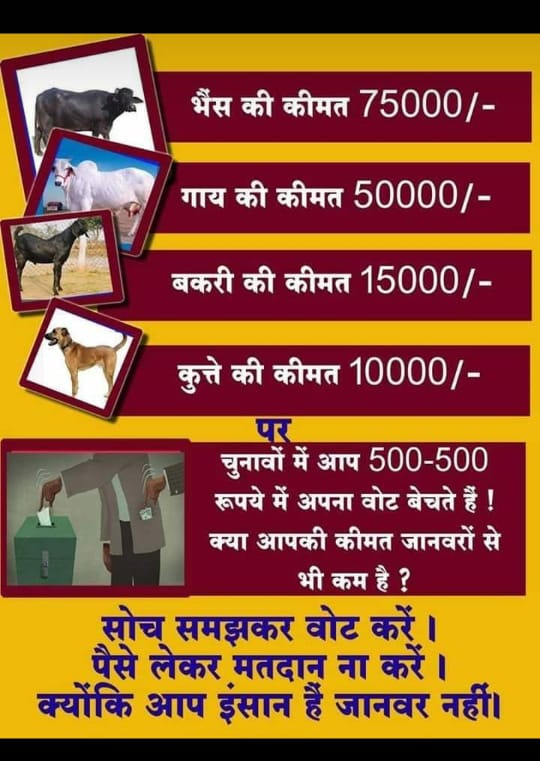 भैंस की कीमत 75000/-
गाय की कीमत 50000/-
बकरी की कीमत 15000/-
कुत्ते की कीमत 10000/-
पर
चुनावों में आप 500-500
रूपये में अपना वोट बेचते हैं !
क्या आपकी कीमत जानवरों से
भी कम है ?
सोच समझकर वोट करें ।
पैसे लेकर मतदान ना करें ।
क्योंकि आप इंसान हैं जानवर नहीं।